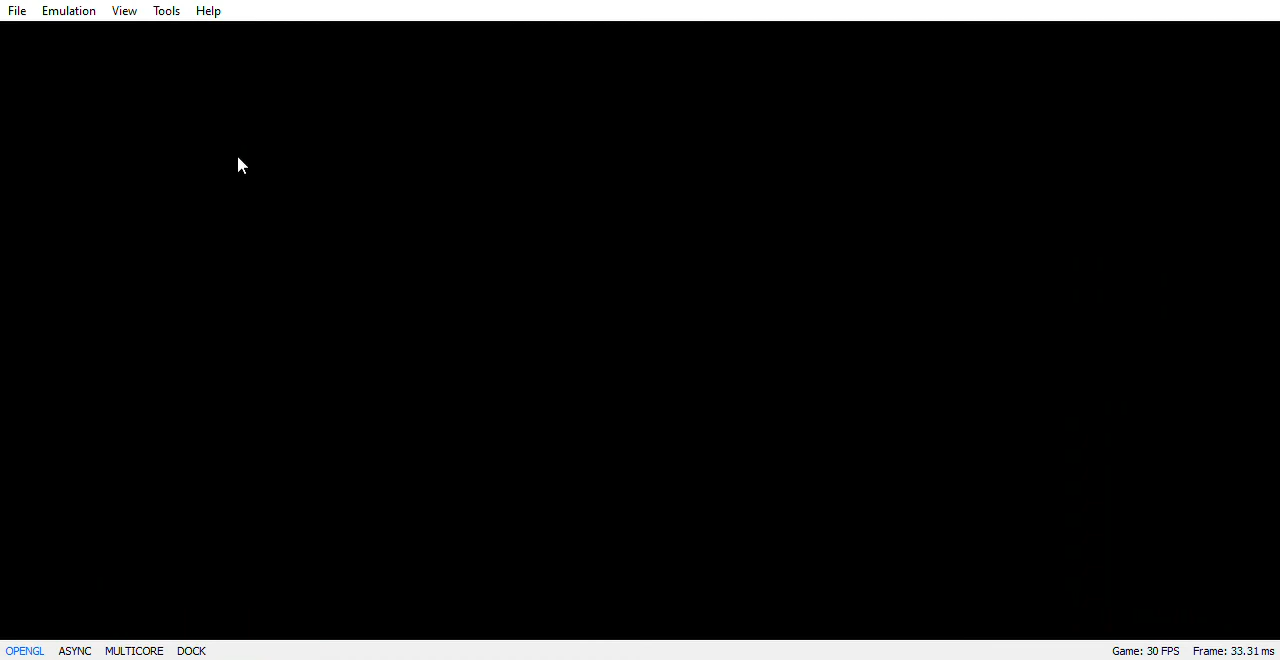 File Emulation View Tools Help
OPENGL ASYNC MULTICORE DOCK Game: 30 FPS Frame: 33.31 ms